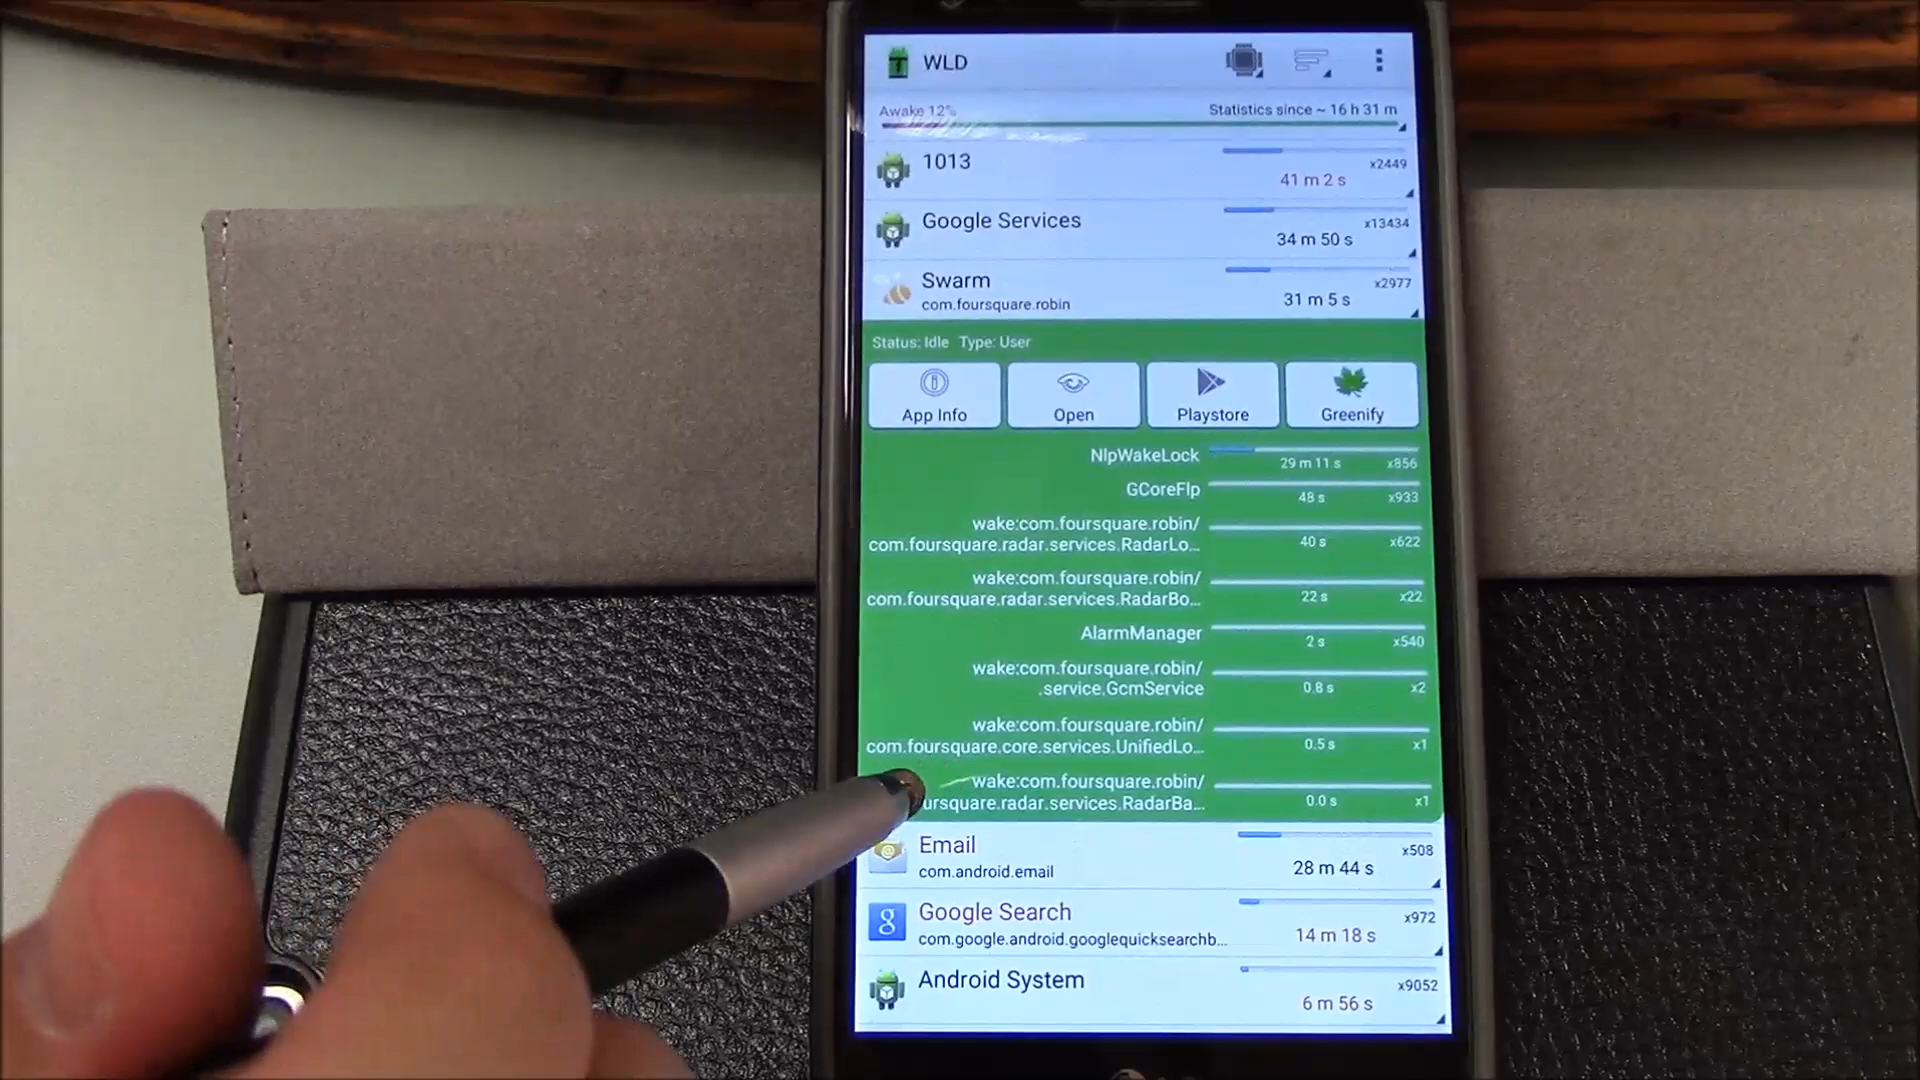 WLD
Awake 12%
Statistics since ~ 16 h 31 m
1013
x2449
41 m 2 s
Google Services
x13434
34 m 50 s
Swarm
x2977
com.foursquare.robin
31 m 5 s
Status: Idle Type: User
App Info
Open
Playstore
Greenify
NlpWakeLock
29 m 11 s
x856
GCoreFlp
48 s
x933
wake:com.foursquare.robin/
com.foursquare.radar.services.RadarLo...
40 s
x622
wake:com.foursquare.robin/
com.foursquare.radar.services.RadarBo...
22 s
x22
AlarmManager
2 s
x540
wake:com.foursquare.robin/
.service.GcmService
0.8 s
x2
wake:com.foursquare.robin/
com.foursquare.core.services.UnifiedLo...
0.5 s
x1
wake:com.foursquare.robin/
ursquare.radar.services.RadarBa...
0.0 s
x1
Email
x508
com.android.email
28 m 44 s
Google Search
x972
com.google.android.googlequicksearchb...
14 m 18 s
Android System
x9052
6 m 56 s